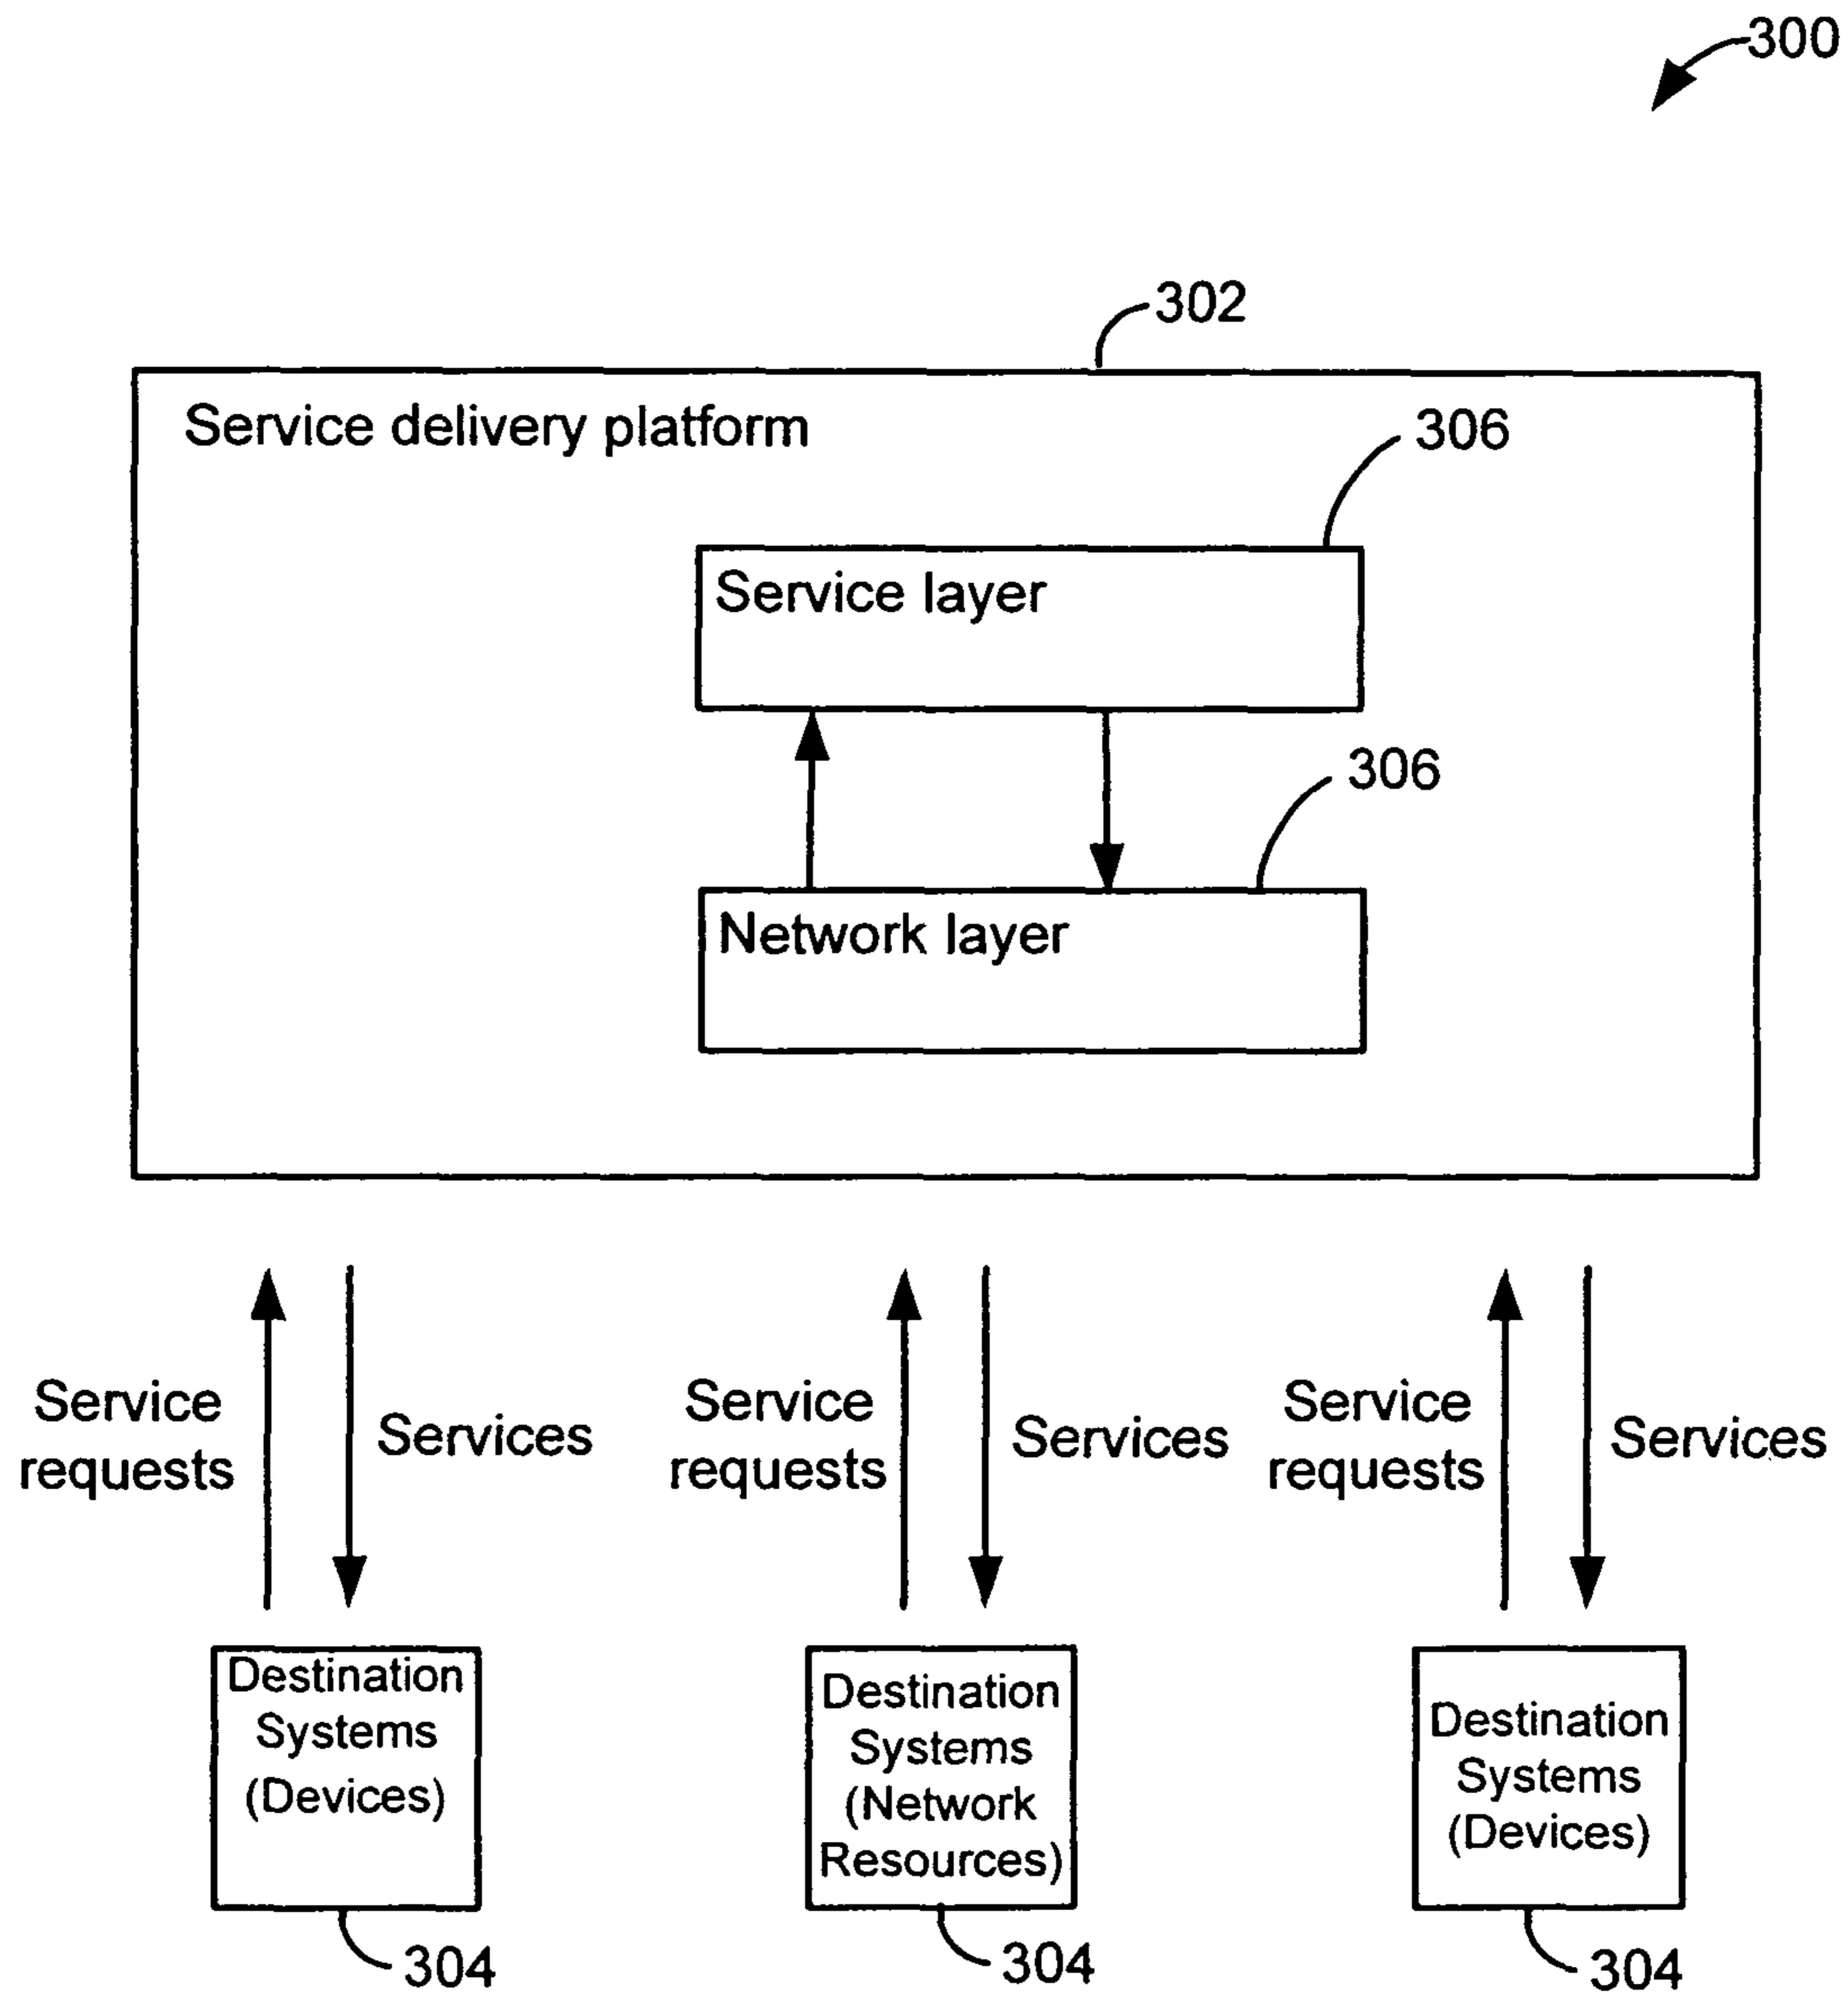 300
302
Service delivery platform
306
Service layer
306
Network layer
Service
requests
Services
Service
requests
Services
Service
requests
Services
Destination
Systems
(Devices)
Destination
Systems
(Network
Resources)
Destination
Systems
(Devices)
304
304
304